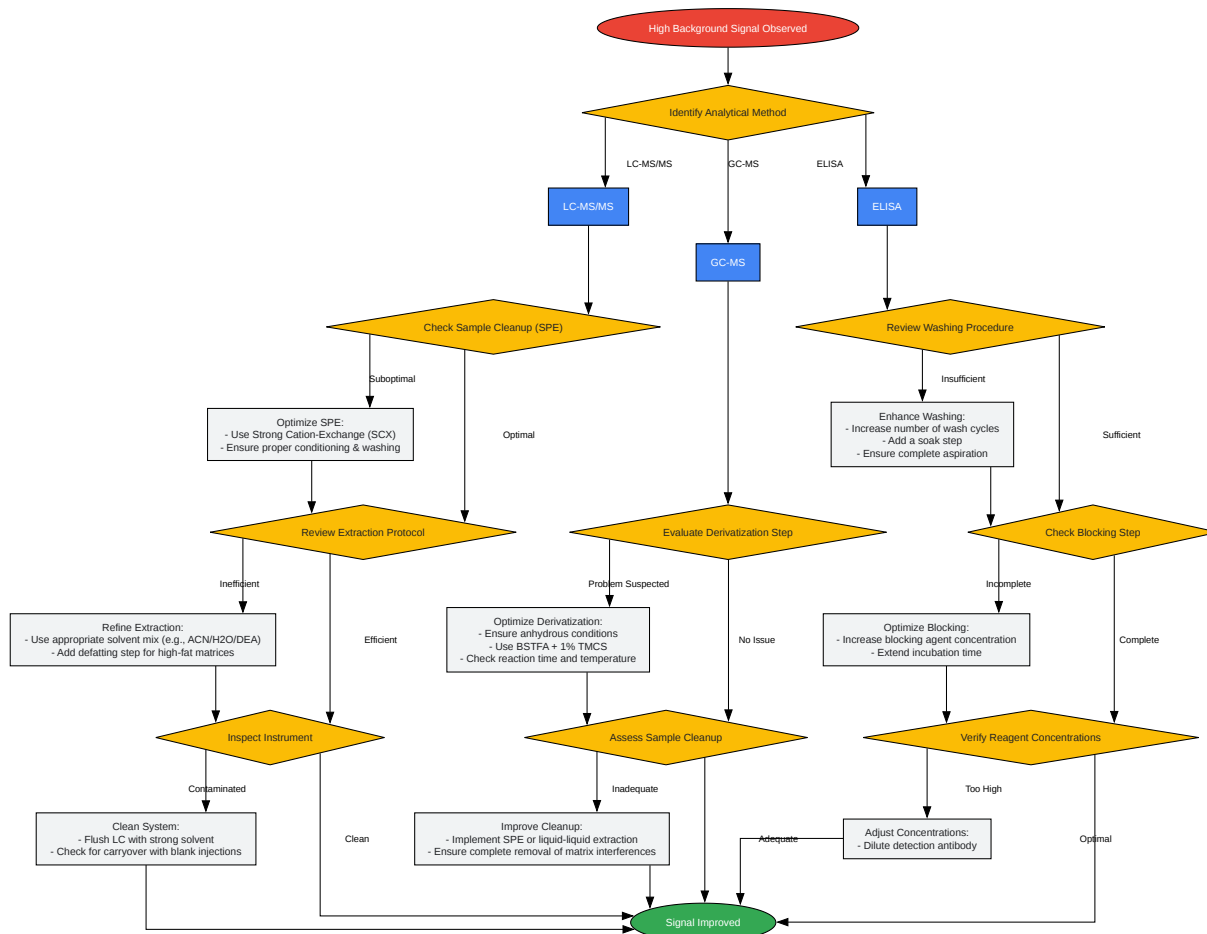 High Background Signal Observed
Identify Analytical Method
LC-MS/MS
GC-MS
ELISA
LC-MS/MS
ELISA
GC-MS
Check Sample Cleanup (SPE)
Review Washing Procedure
Suboptimal
Insufficient
Optimize SPE:
- Use Strong Cation-Exchange (SCX)
- Ensure proper conditioning & washing
Optimal
Enhance Washing:
- Increase number of wash cycles
- Add a soak step
- Ensure complete aspiration
Sufficient
Review Extraction Protocol
Evaluate Derivatization Step
Check Blocking Step
Inefficient
Problem Suspected
Incomplete
Refine Extraction:
- Use appropriate solvent mix (e.g., ACN/H2O/DEA)
- Add defatting step for high-fat matrices
Efficient
Optimize Derivatization:
- Ensure anhydrous conditions
- Use BSTFA + 1% TMCS
- Check reaction time and temperature
No Issue
Optimize Blocking:
- Increase blocking agent concentration
- Extend incubation time
Complete
Inspect Instrument
Assess Sample Cleanup
Verify Reagent Concentrations
Contaminated
Inadequate
Too High
Clean System:
- Flush LC with strong solvent
- Check for carryover with blank injections
Clean
Improve Cleanup:
- Implement SPE or liquid-liquid extraction
- Ensure complete removal of matrix interferences
Adequate
Adjust Concentrations:
- Dilute detection antibody
Optimal
Signal Improved